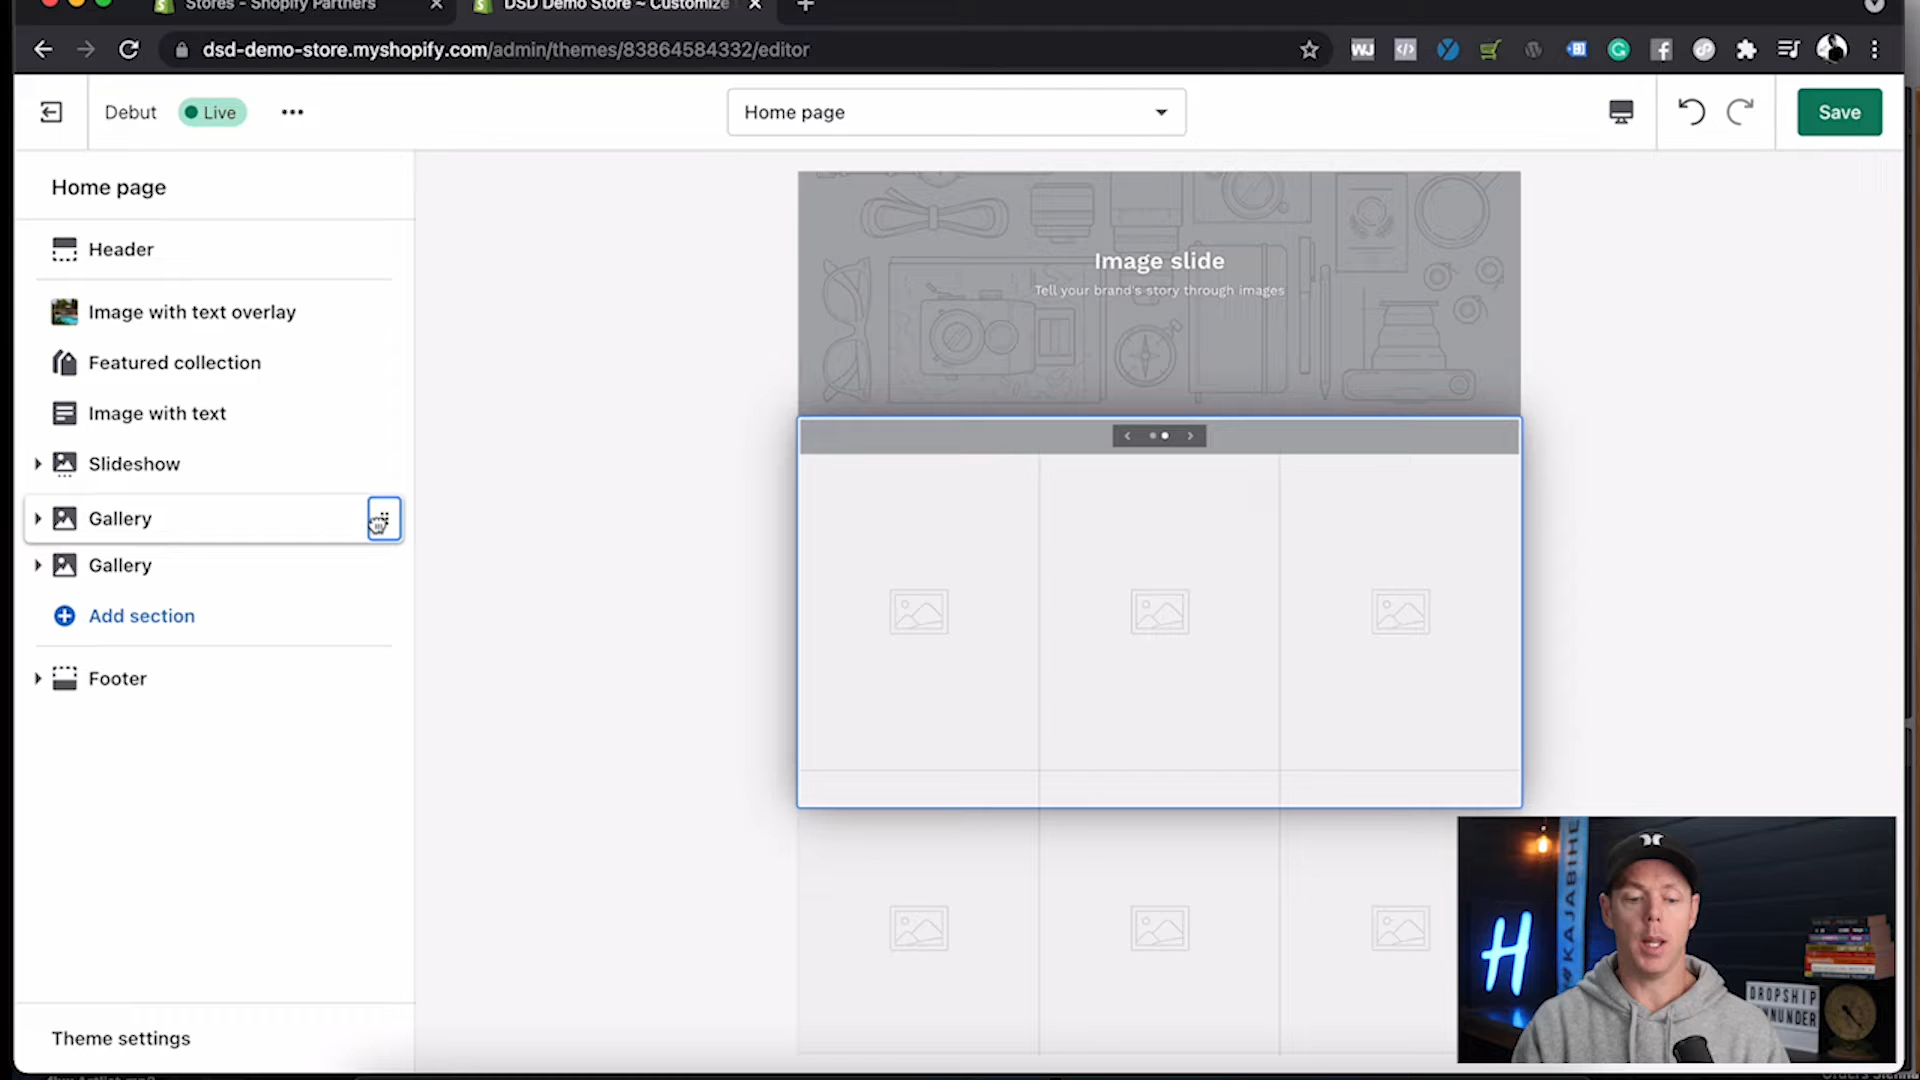 Stores - Shopify Partners
DSD Demo Store ~ Customize
dsd-demo-store.myshopify.com/admin/themes/83864584332/editor
WJ
Debut
Live
Home page
Save
Home page
Header
Image with text overlay
Featured collection
Image with text
Slideshow
Gallery
Gallery
Add section
Footer
Theme settings
Image slide
Tell your brand's story through images
H
KAJABIHE
DROPSHIP